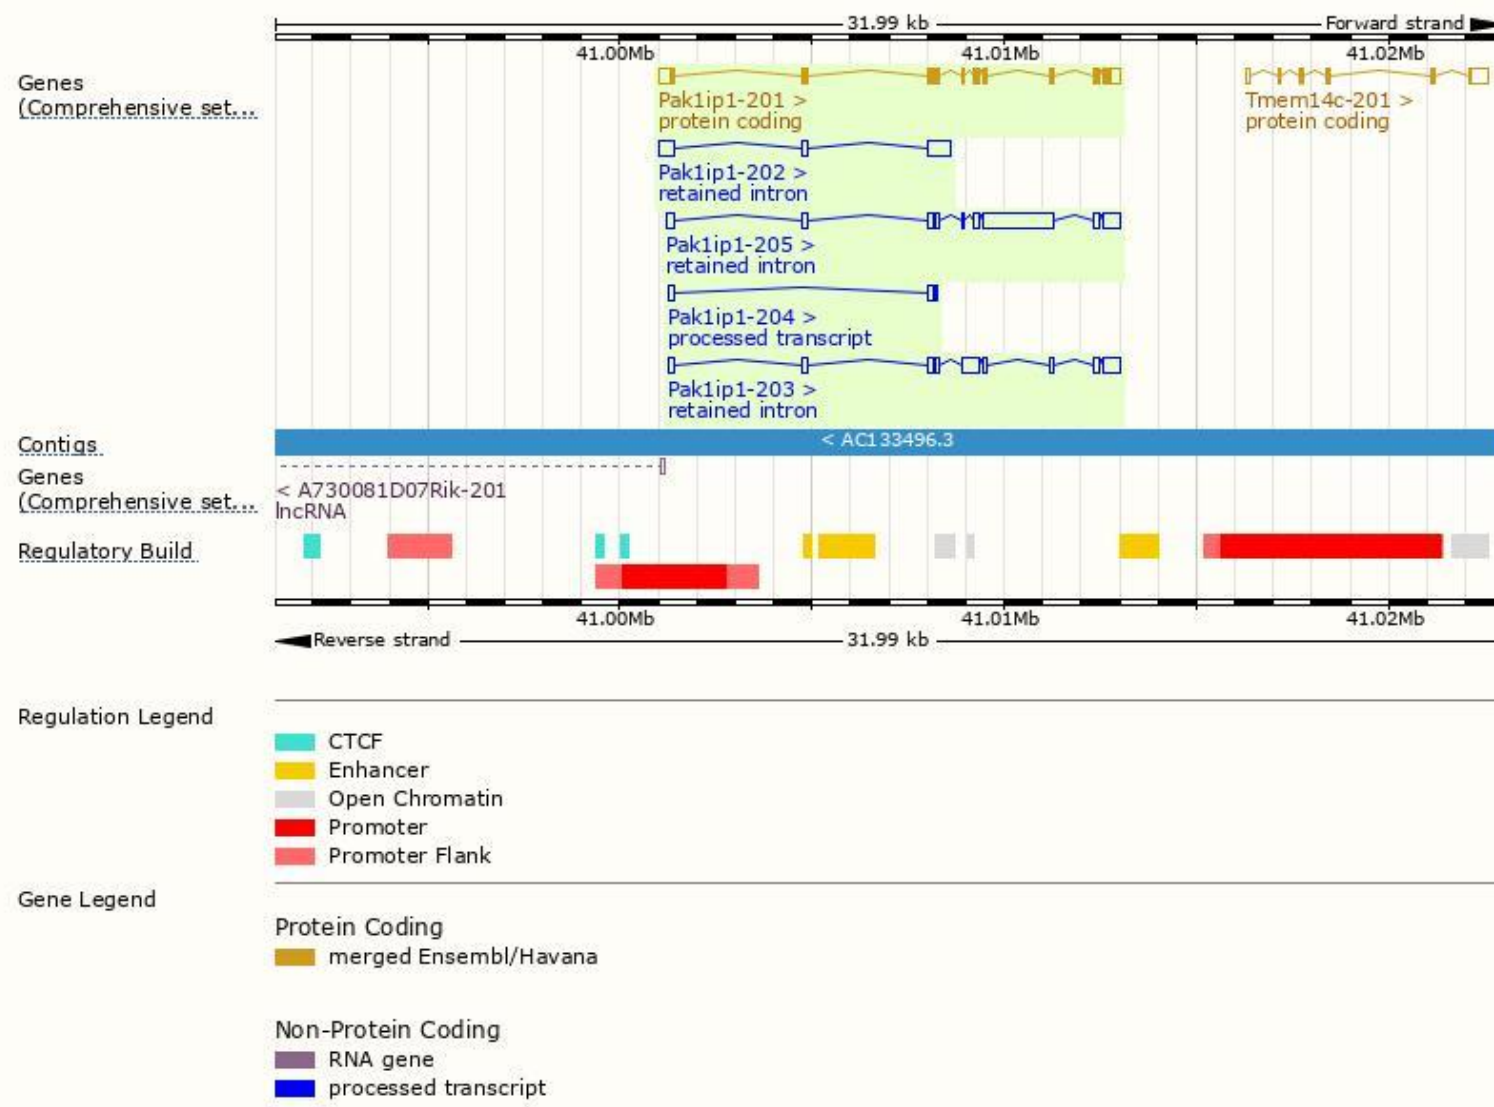 31.99 kb Forward strand
41.00Mb 41.01Mb 41.02Mb
Genes
(Comprehensive set...
Pak1ip1-201 >
protein coding
Tmem14c-201 >
protein coding
Pak1ip1-202 >
retained intron
Pak1ip1-205 >
retained intron
Pak1ip1-204 >
processed transcript
Pak1ip1-203 >
retained intron
Contigs
< AC133496.3
Genes
(Comprehensive set...
< A730081D07Rik-201
lncRNA
Regulatory Build
41.00Mb 41.01Mb 41.02Mb
Reverse strand 31.99 kb
Regulation Legend
CTCF
Enhancer
Open Chromatin
Promoter
Promoter Flank
Gene Legend
Protein Coding
merged Ensembl/Havana
Non-Protein Coding
RNA gene
processed transcript